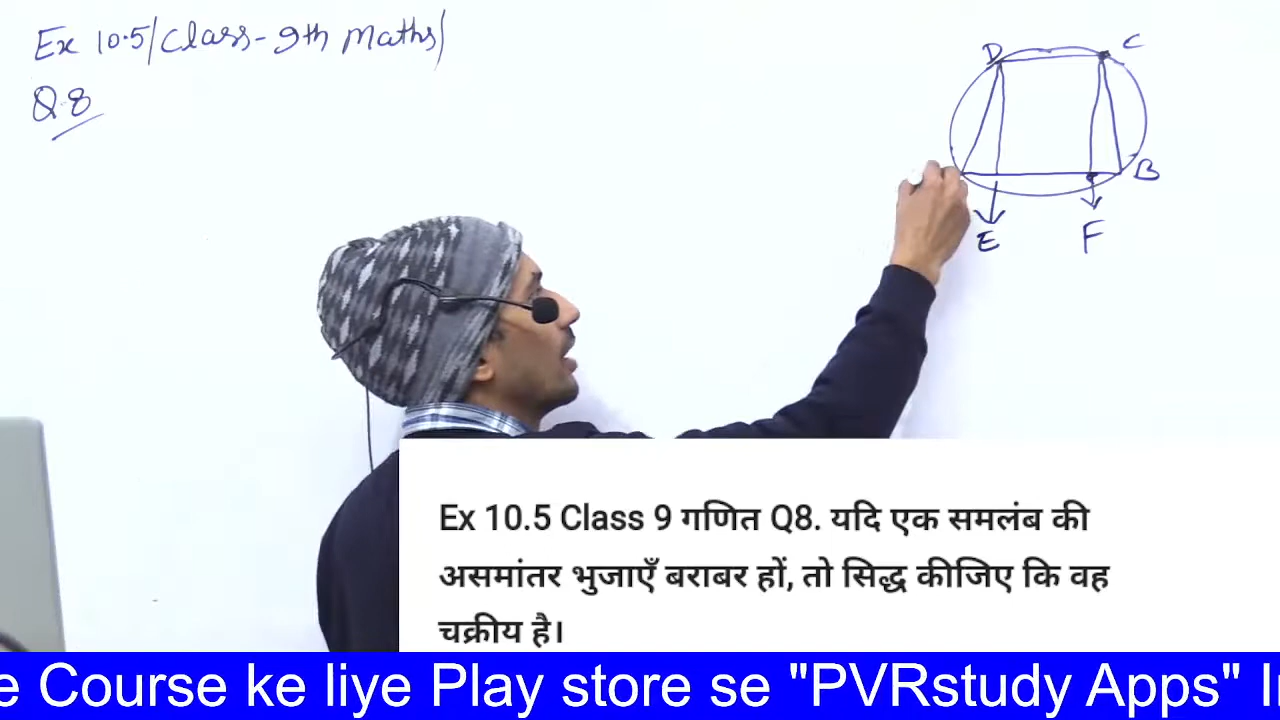 Ex 10.5/Class-9th Maths/
Q.8
D
C
B
E
F
Ex 10.5 Class 9 गणित Q8. यदि एक समलंब की
असमांतर भुजाएँ बराबर हों, तो सिद्ध कीजिए कि वह
चक्रीय है।
e Course ke liye Play store se "PVRstudy Apps" I